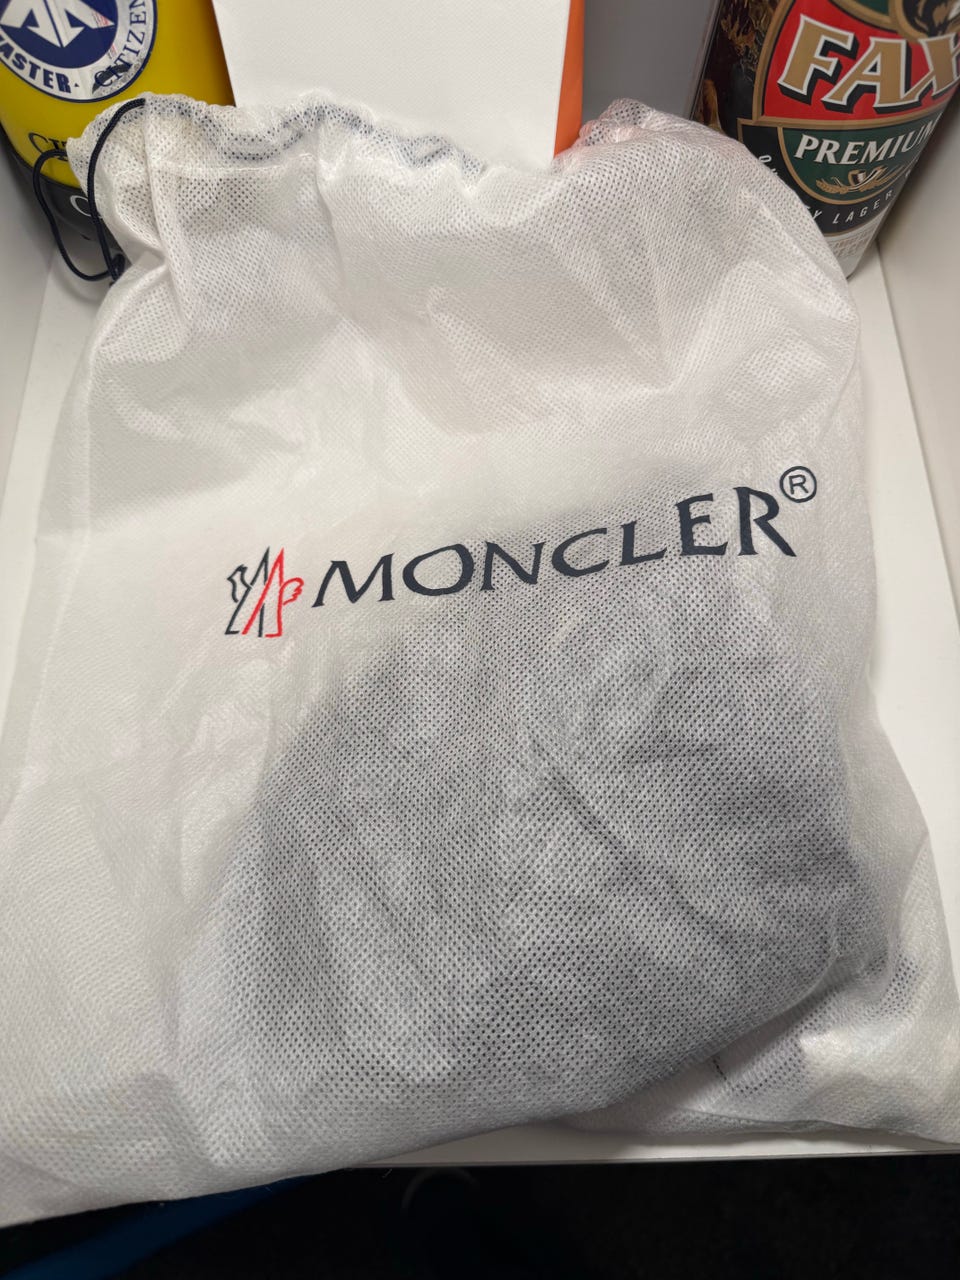 MASTER
CITIZEN
FAX
PREMIUM
LAGER
MONCLER®